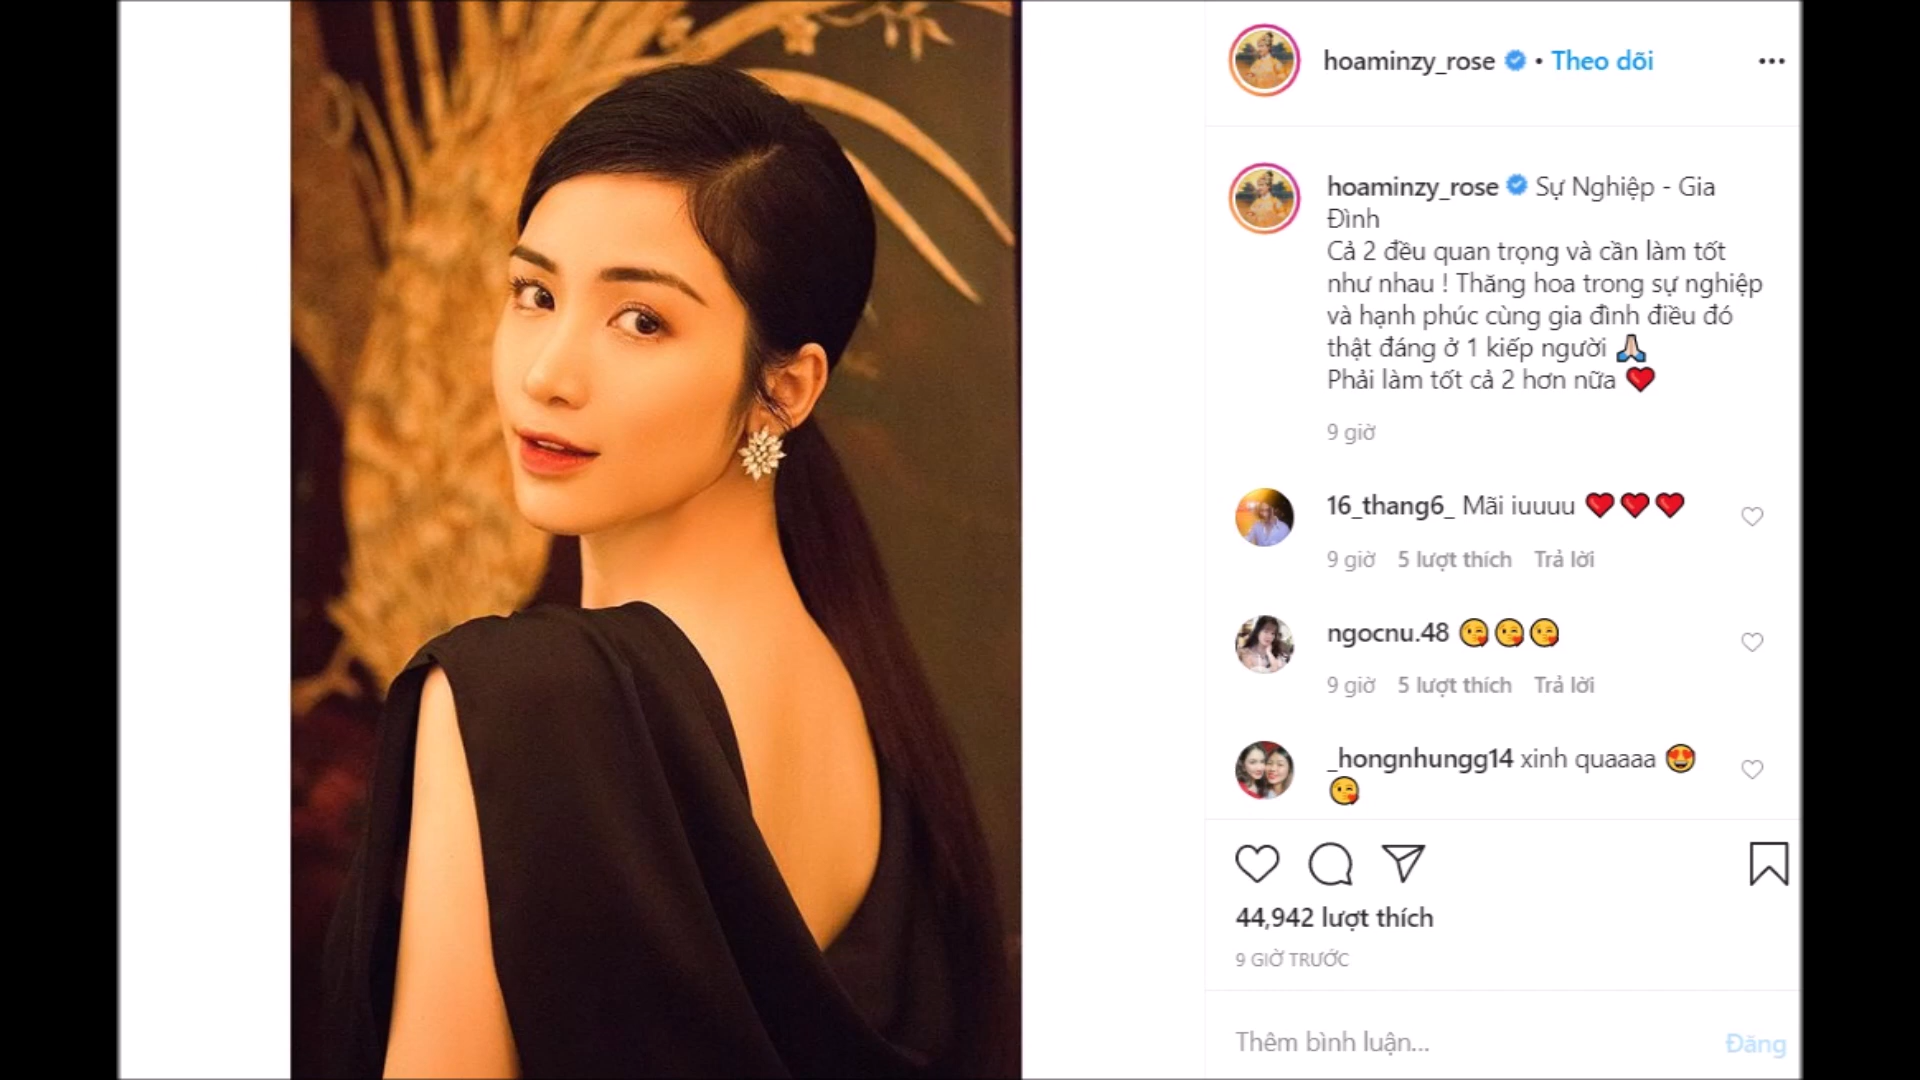 hoaminzy_rose • Theo dõi
hoaminzy_rose Sự Nghiệp - Gia
Đình
Cả 2 đều quan trọng và cần làm tốt
như nhau ! Thăng hoa trong sự nghiệp
và hạnh phúc cùng gia đình điều đó
thật đáng ở 1 kiếp người 🙏🏻
Phải làm tốt cả 2 hơn nữa ❤️
9 giờ
16_thang6_ Mãi iuuuu ❤️❤️❤️
9 giờ 5 lượt thích Trả lời
ngocnu.48 😘😘😘
9 giờ 5 lượt thích Trả lời
_hongnhungg14 xinh quaaaa 😍
😘
44,942 lượt thích
9 GIỜ TRƯỚC
Thêm bình luận... Đăng